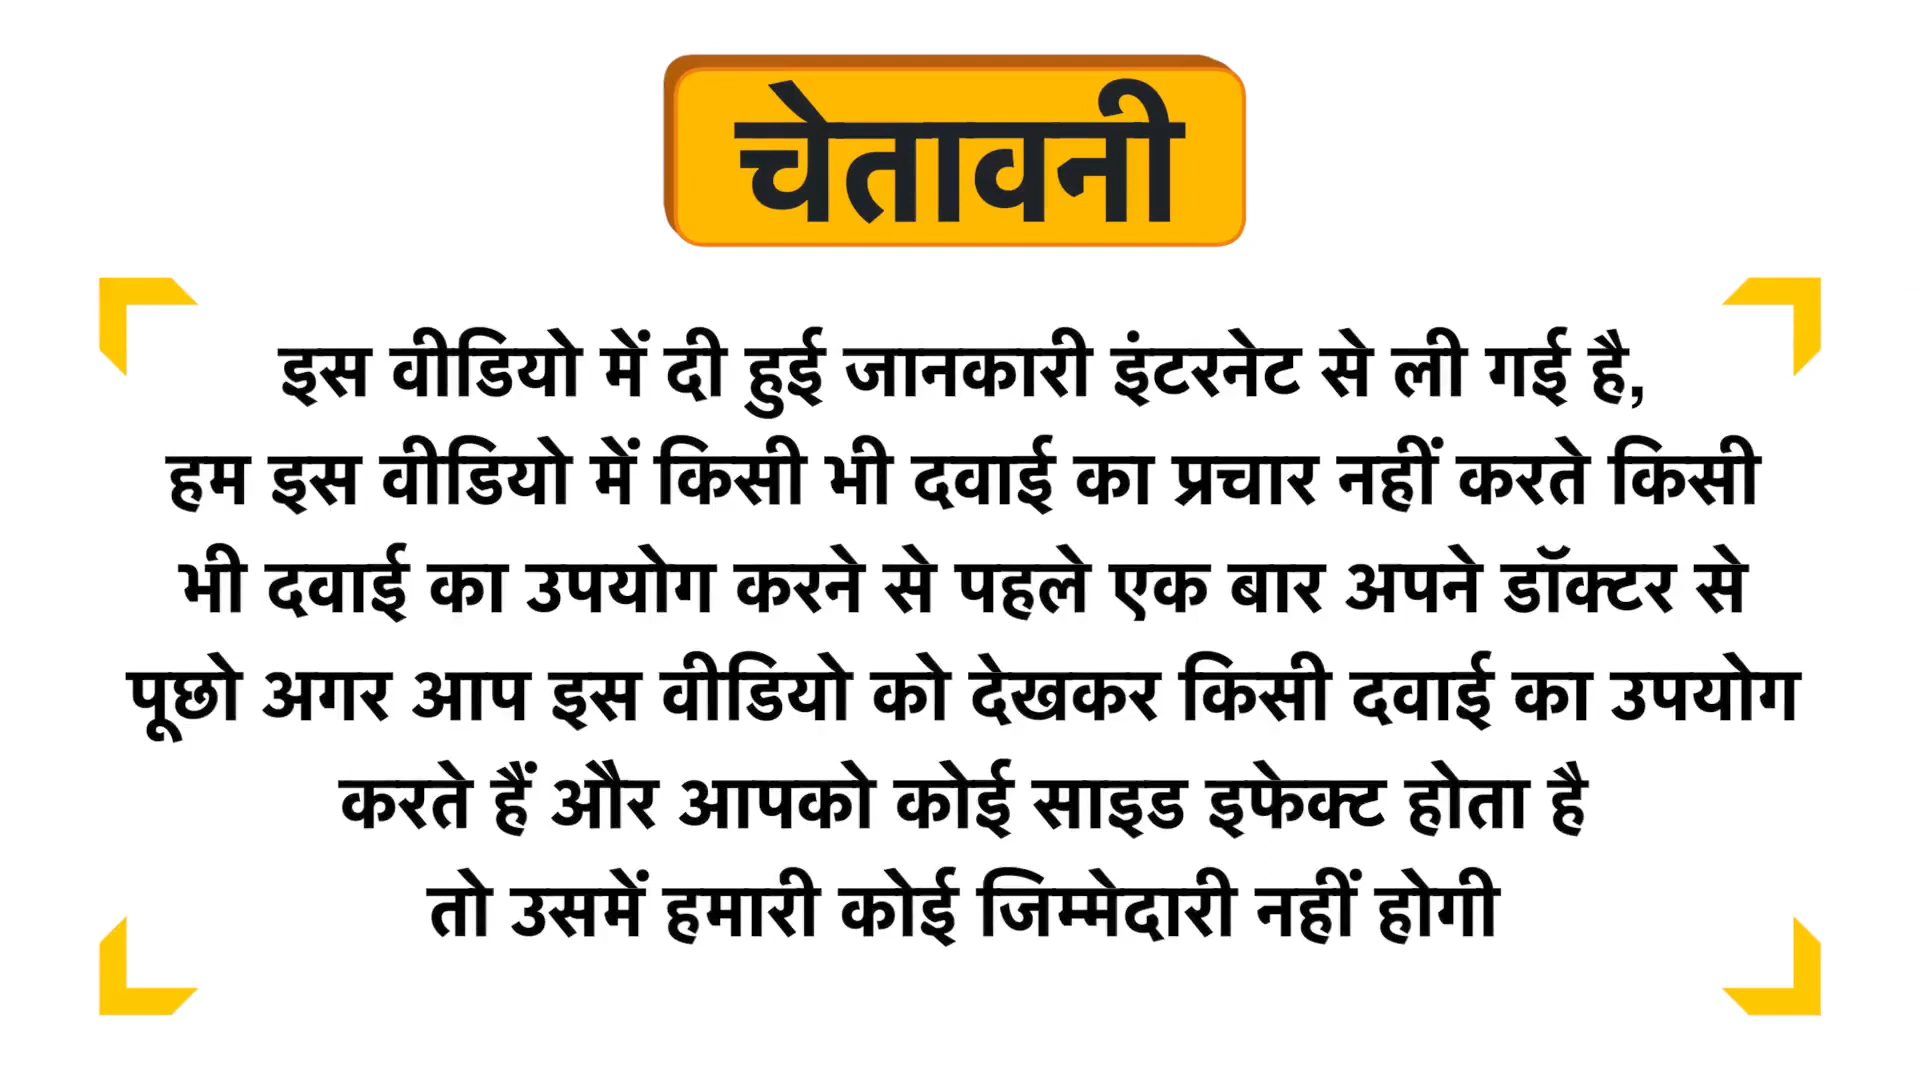 चेतावनी
इस वीडियो में दी हुई जानकारी इंटरनेट से ली गई है,
हम इस वीडियो में किसी भी दवाई का प्रचार नहीं करते किसी
भी दवाई का उपयोग करने से पहले एक बार अपने डॉक्टर से
पूछो अगर आप इस वीडियो को देखकर किसी दवाई का उपयोग
करते हैं और आपको कोई साइड इफेक्ट होता है
तो उसमें हमारी कोई जिम्मेदारी नहीं होगी